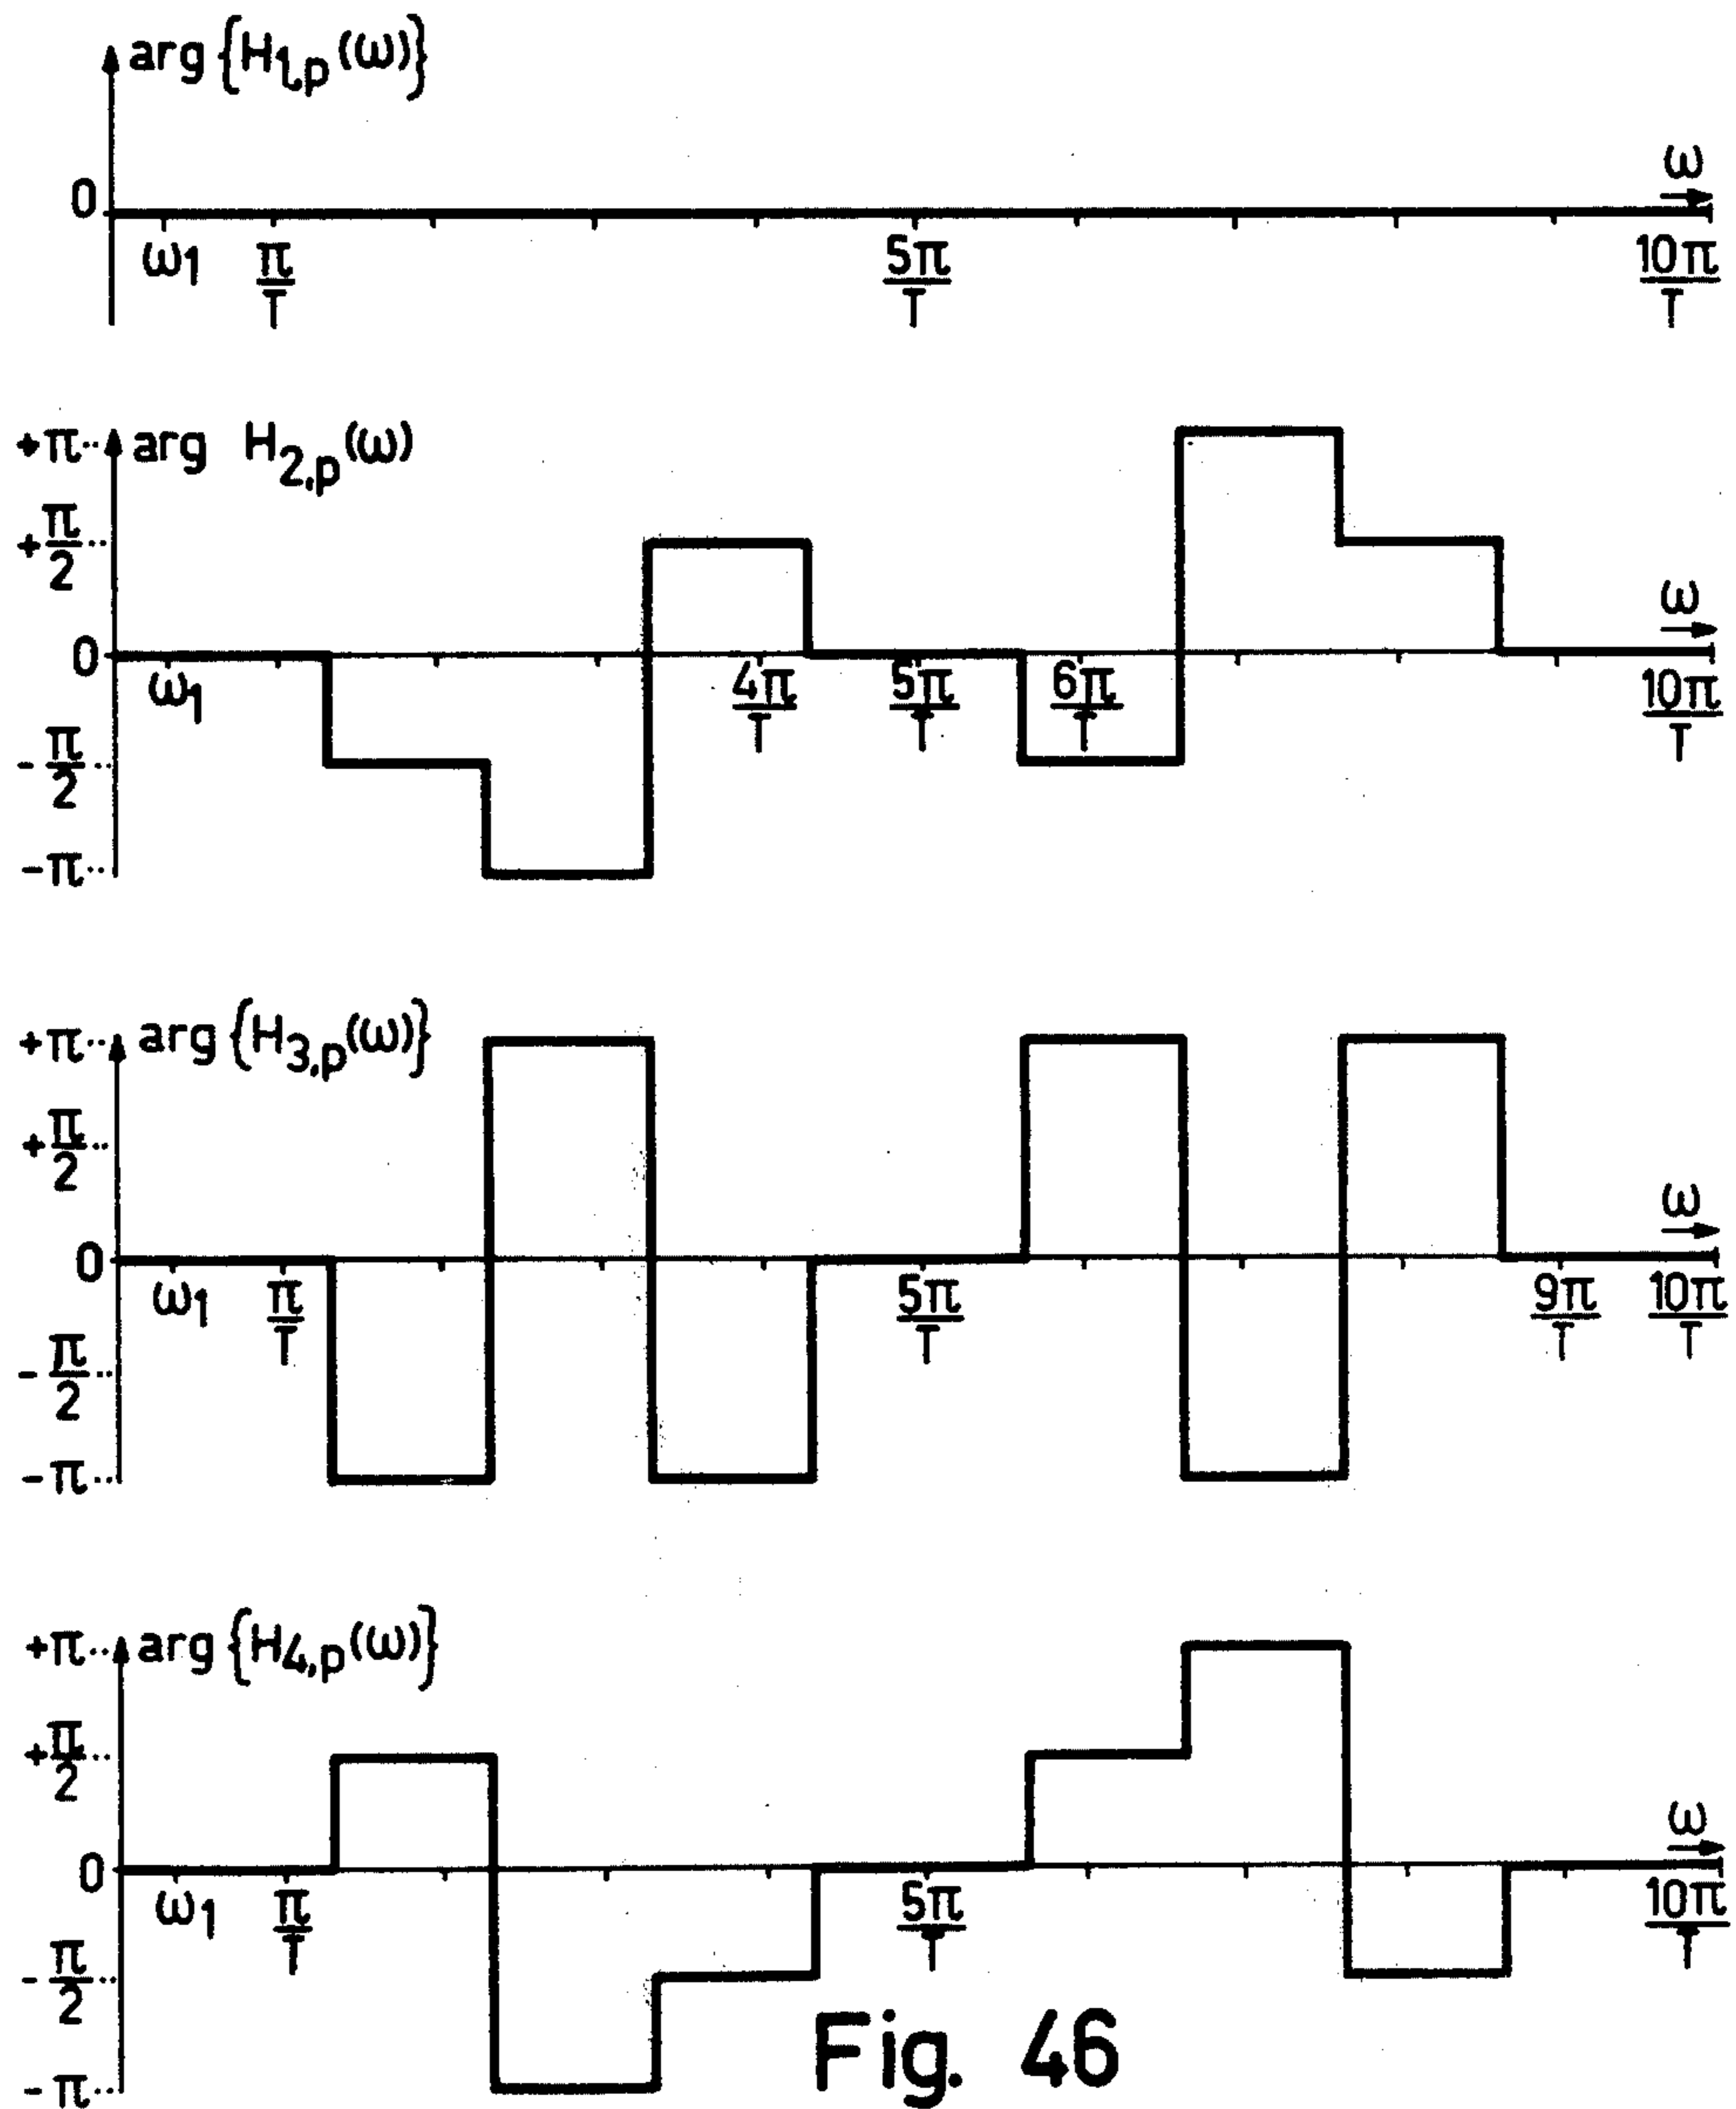 arg{H1,p(ω)}
0
ω
ω1 π/T 5π/T 10π/T
+π arg H2,p(ω)
+π/2
0
ω
ω1 4π/T 5π/T 6π/T 10π/T
-π/2
-π
+π arg{H3,p(ω)}
+π/2
0
ω
ω1 π/T 5π/T 9π/T 10π/T
-π/2
-π
+π arg{H4,p(ω)}
+π/2
0
ω
ω1 π/T 5π/T 10π/T
-π/2
-π
Fig. 46